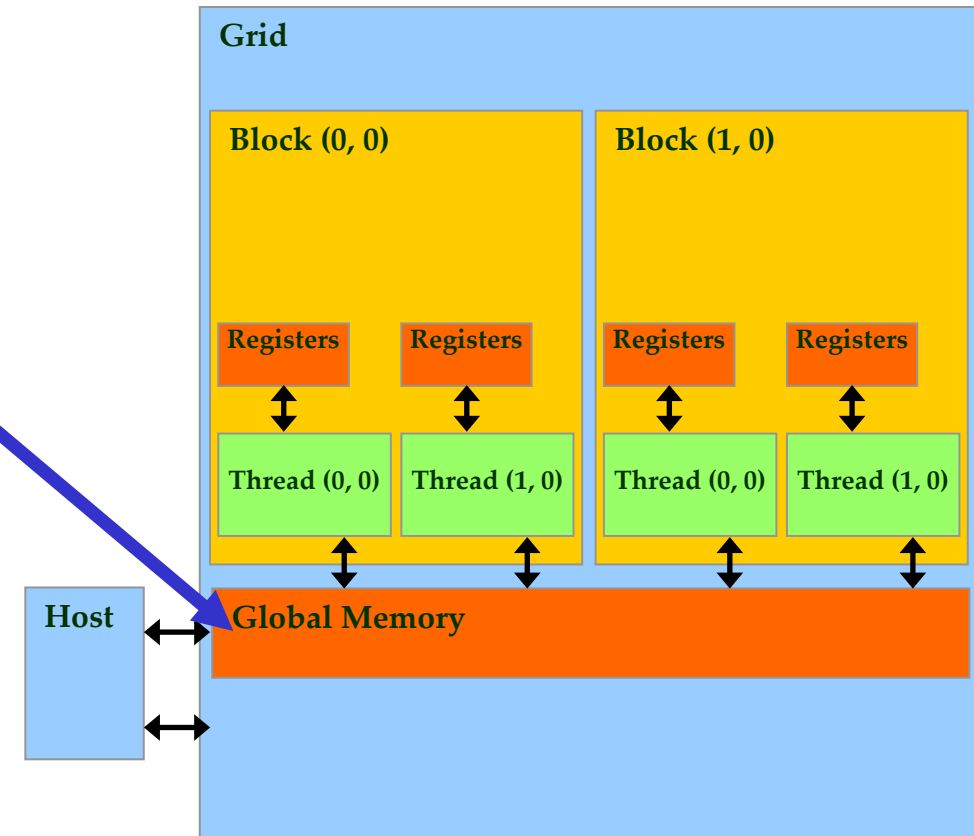 Grid
Block (0, 0)
Block (1, 0)
Registers
Registers
Registers
Registers
Thread (0, 0)
Thread (1, 0)
Thread (0, 0)
Thread (1, 0)
Host
Global Memory